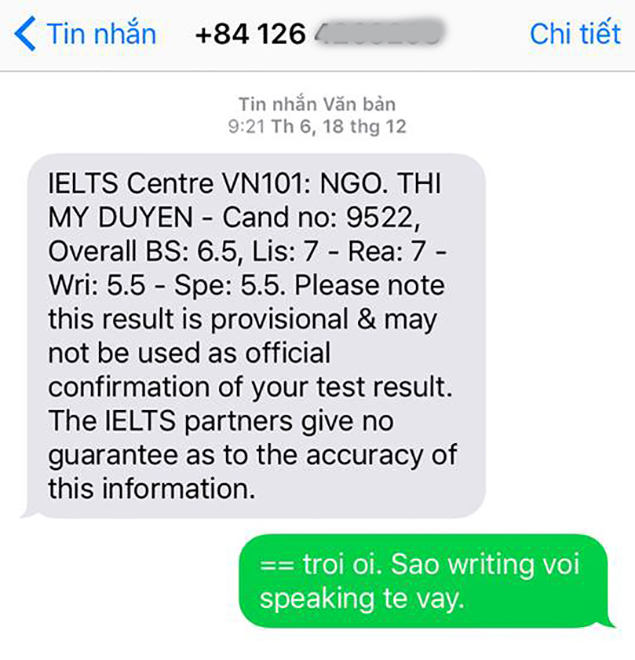 Tin nhắn +84 126 Chi tiết
Tin nhắn Văn bản
9:21 Th 6, 18 thg 12
IELTS Centre VN101: NGO. THI
MY DUYEN - Cand no: 9522,
Overall BS: 6.5, Lis: 7 - Rea: 7 -
Wri: 5.5 - Spe: 5.5. Please note
this result is provisional & may
not be used as official
confirmation of your test result.
The IELTS partners give no
guarantee as to the accuracy of
this information.
== troi oi. Sao writing voi
speaking te vay.